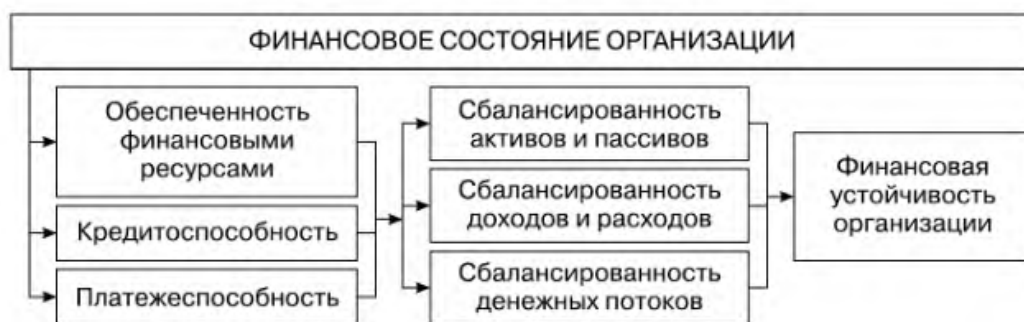 ФИНАНСОВОЕ СОСТОЯНИЕ ОРГАНИЗАЦИИ
Обеспеченность
финансовыми
ресурсами
Кредитоспособность
Платежеспособность
Сбалансированность
активов и пассивов
Сбалансированность
доходов и расходов
Сбалансированность
денежных потоков
Финансовая
устойчивость
организации